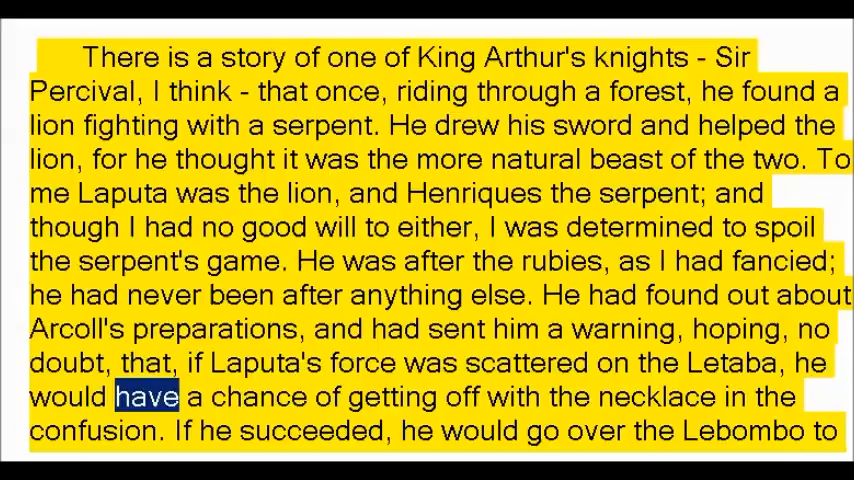 There is a story of one of King Arthur's knights - Sir
Percival, I think - that once, riding through a forest, he found a
lion fighting with a serpent. He drew his sword and helped the
lion, for he thought it was the more natural beast of the two. To
me Laputa was the lion, and Henriques the serpent; and
though I had no good will to either, I was determined to spoil
the serpent's game. He was after the rubies, as I had fancied;
he had never been after anything else. He had found out about
Arcoll's preparations, and had sent him a warning, hoping, no
doubt, that, if Laputa's force was scattered on the Letaba, he
would have a chance of getting off with the necklace in the
confusion. If he succeeded, he would go over the Lebombo to